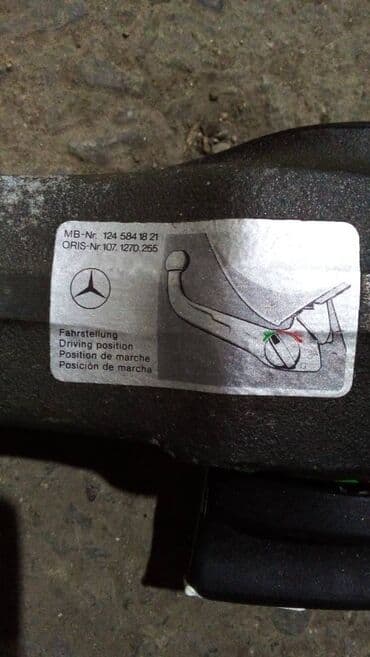 MB-Nr. 124 584 18 21
ORIS-Nr.107.1270.255
Fahrstellung
Driving position
Position de marche
Posición de marcha